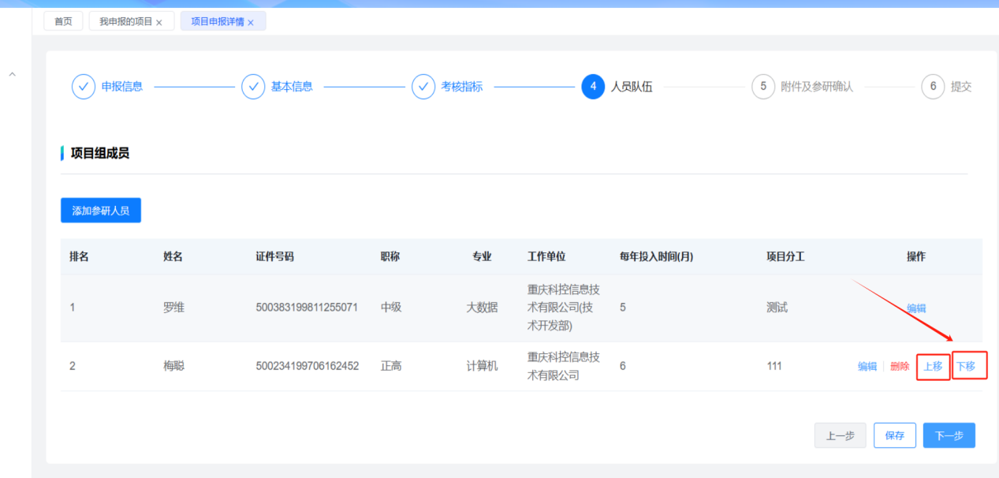 首页 我申报的项目 × 项目申报详情 ×
申报信息 基本信息 考核指标 4 人员队伍 5 附件及参研确认 6 提交
项目组成员
添加参研人员
排名 姓名 证件号码 职称 专业 工作单位 每年投入时间(月) 项目分工 操作
1 罗维 500383199811255071 中级 大数据 重庆科控信息技
术有限公司(技
术开发部) 5 测试 编辑
2 梅聪 500234199706162452 正高 计算机 重庆科控信息技
术有限公司 6 111 编辑 删除 上移 下移
上一步 保存 下一步